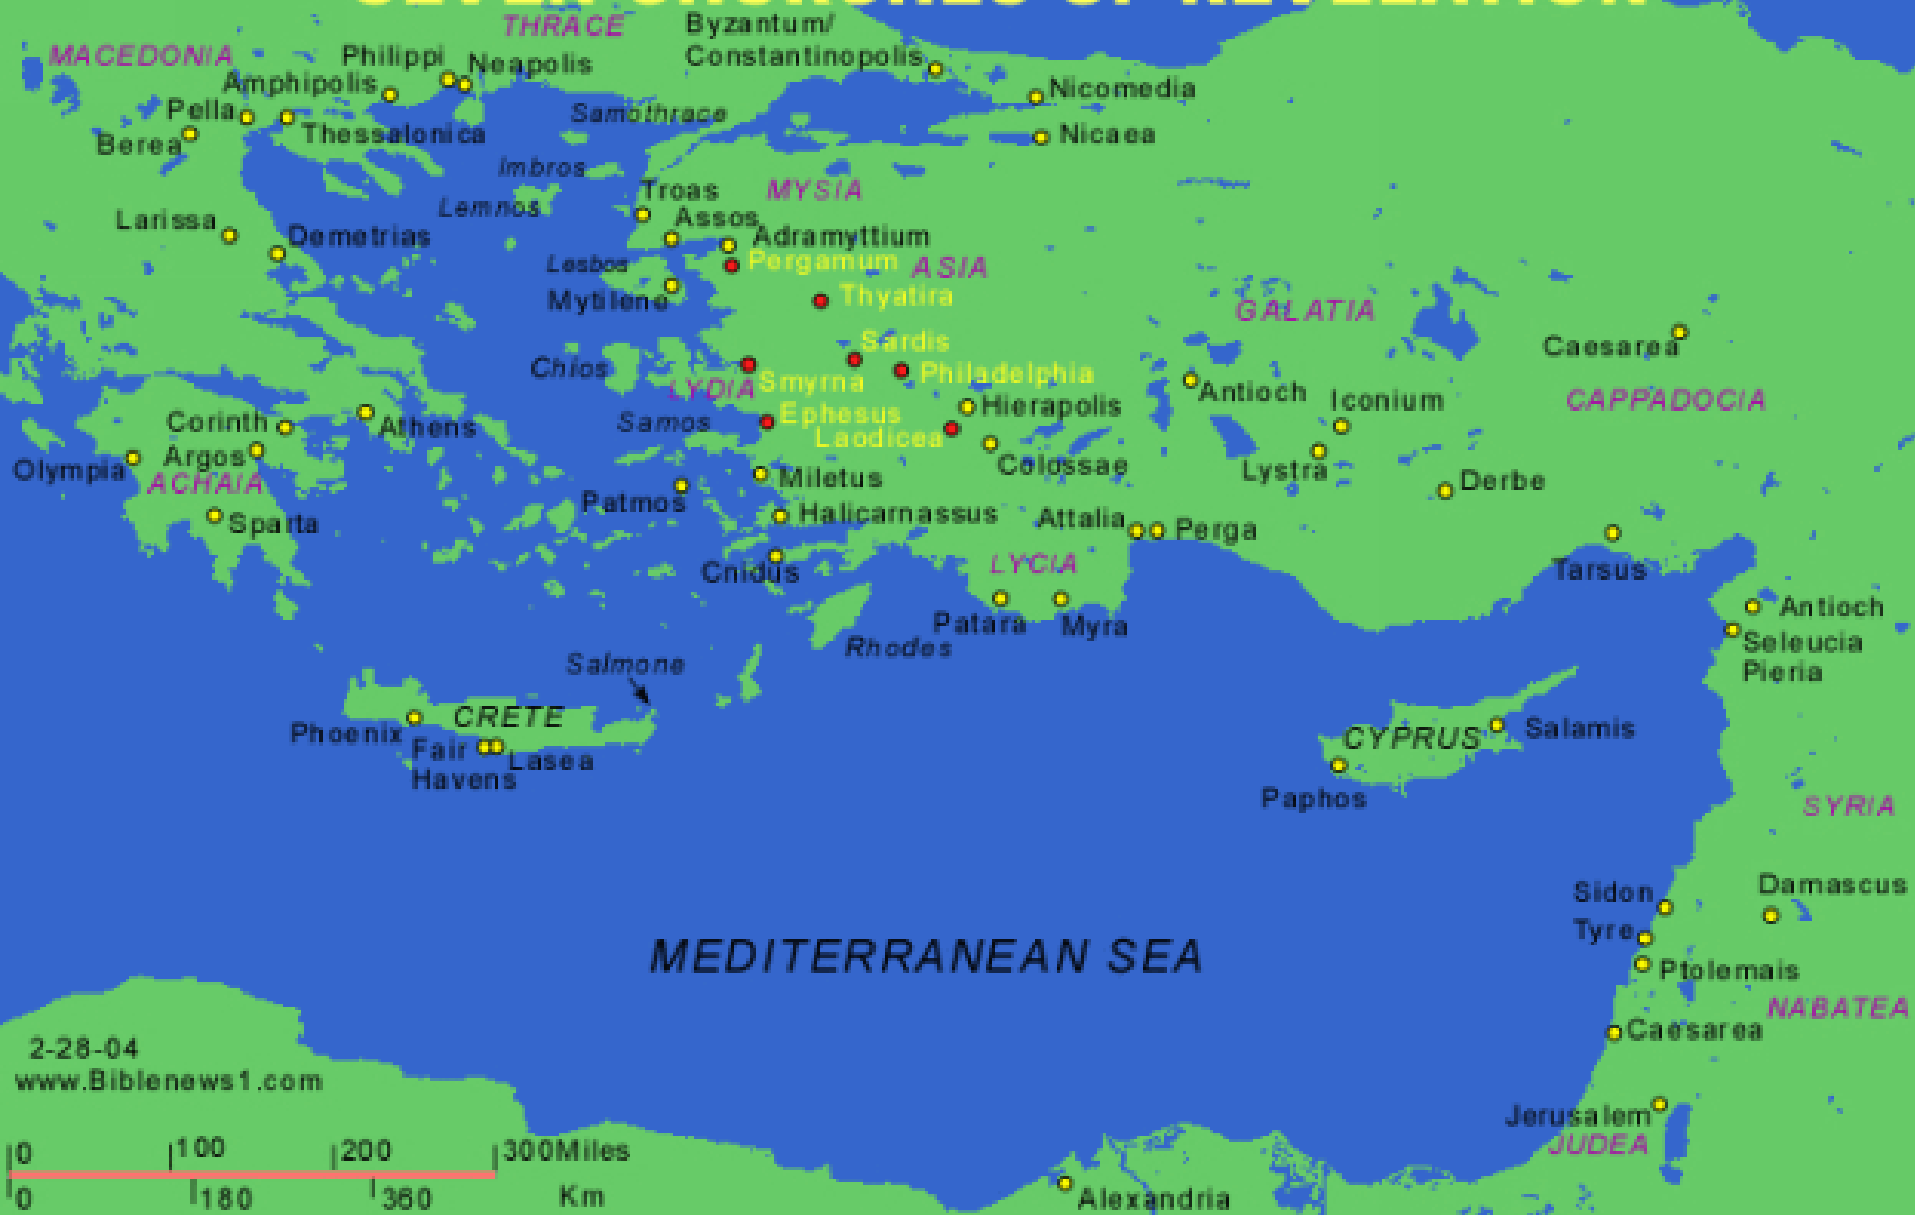 SEVEN CHURCHES OF REVELATION
THRACE
Byzantum/
Constantinopolis
MACEDONIA
Philippi
Neapolis
Amphipolis
Nicomedia
Pella
Samothrace
Thessalonica
Nicaea
Berea
Imbros
Troas
MYSIA
Lemnos
Assos
Larissa
Demetrias
Adramyttium
Lesbos
Pergamum
ASIA
Mytilene
Thyatira
GALATIA
Sardis
Caesarea
Chios
Philadelphia
LYDIA
Smyrna
Antioch
Iconium
CAPPADOCIA
Hierapolis
Corinth
Athens
Samos
Ephesus
Laodicea
Argos
Olympia
Colossae
Lystra
ACHAIA
Miletus
Derbe
Patmos
Sparta
Halicarnassus
Attalia
Perga
LYCIA
Cnidus
Tarsus
Patara
Myra
Antioch
Rhodes
Seleucia
Pieria
Salmone
CRETE
Phoenix
Fair
Havens
Lasea
CYPRUS
Salamis
Paphos
SYRIA
Sidon
Damascus
Tyre
MEDITERRANEAN SEA
Ptolemais
NABATEA
Caesarea
2-28-04
www.Biblenews1.com
Jerusalem
JUDEA
0 100 200 300Miles
0 180 360 Km
Alexandria